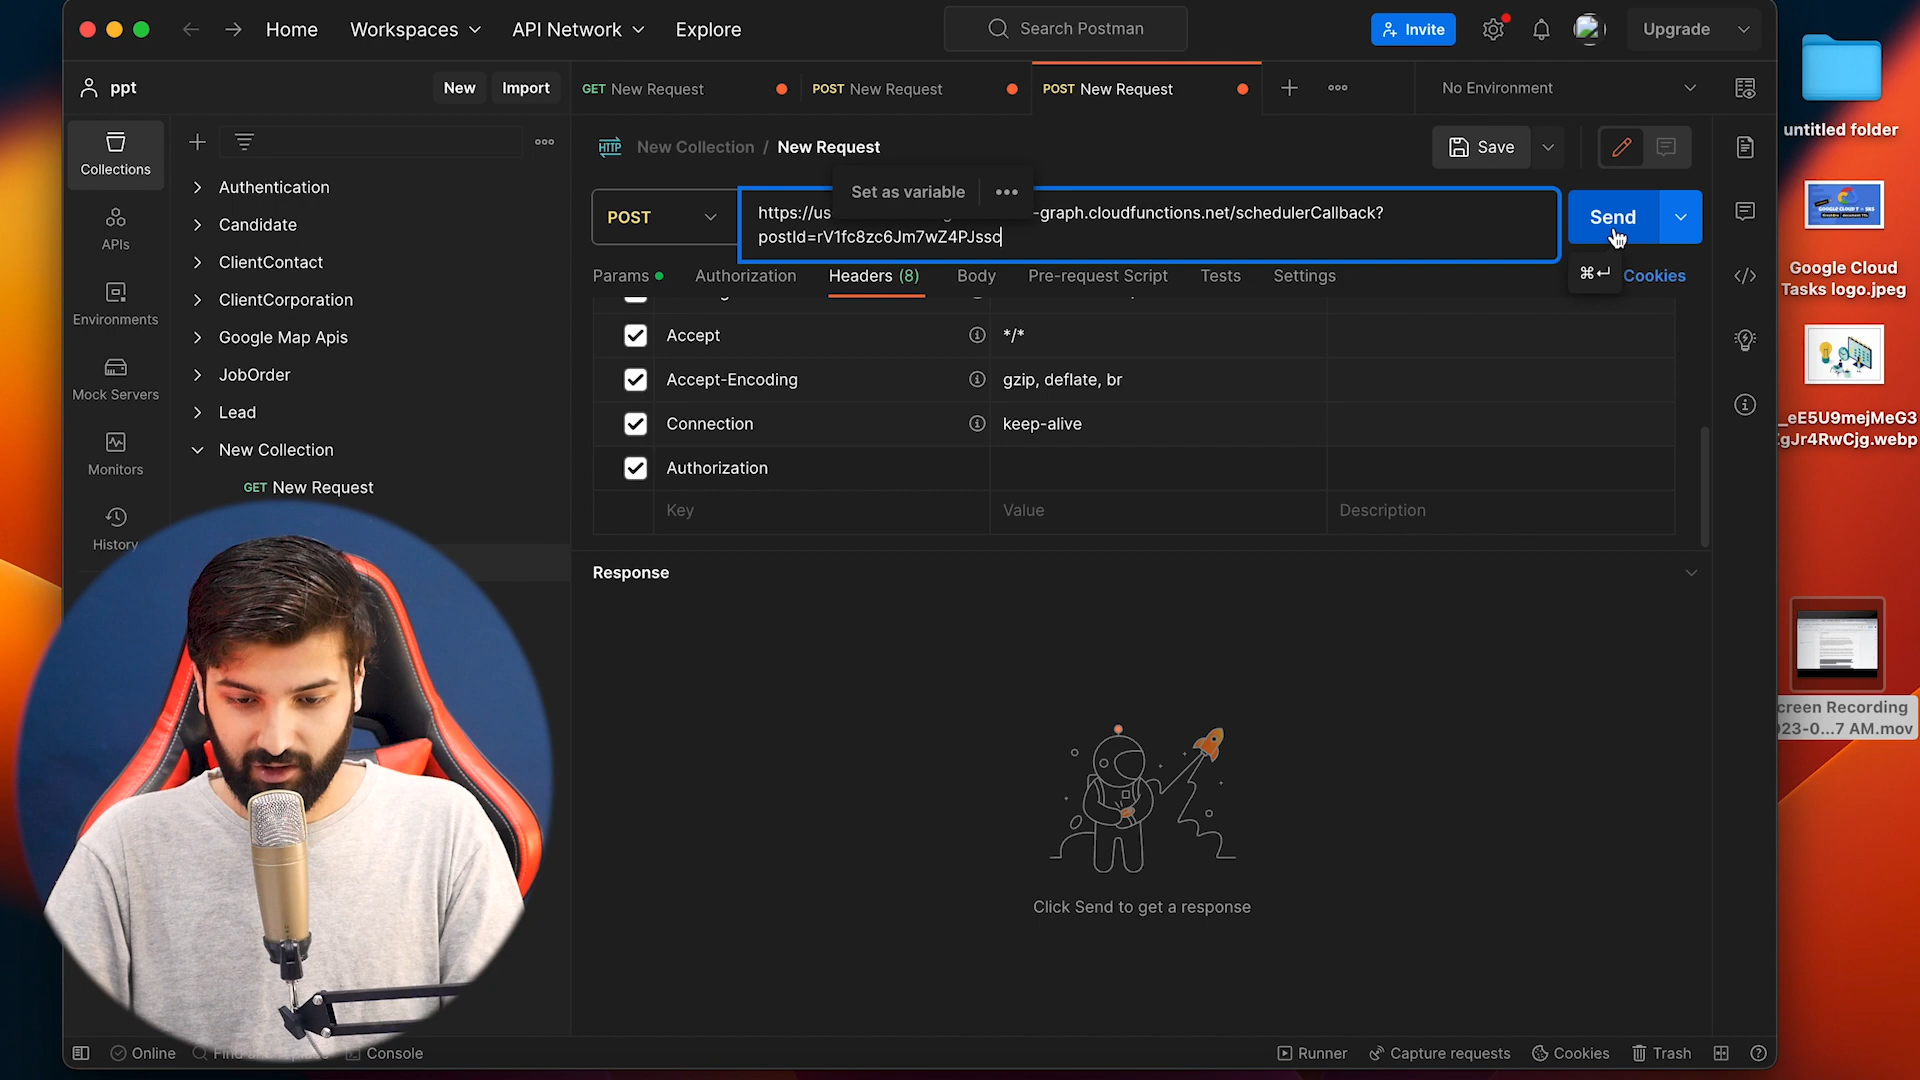 Home
Workspaces
API Network
Explore
Search Postman
Invite
Upgrade
ppt
New
Import
GET New Request
POST New Request
POST New Request
No Environment
untitled folder
Collections
HTTP
New Collection / New Request
Save
Authentication
Set as variable
POST
https://us
-graph.cloudfunctions.net/schedulerCallback?
postId=rV1fc8zc6Jm7wZ4PJssd
Send
APIs
Candidate
ClientContact
Params
Authorization
Headers (8)
Body
Pre-request Script
Tests
Settings
Cookies
Google Cloud
Tasks logo.jpeg
Environments
ClientCorporation
Google Map Apis
Accept
*/*
Mock Servers
JobOrder
Accept-Encoding
gzip, deflate, br
Lead
Connection
keep-alive
_eE5U9mejMeG3
gJr4RwCjg.webp
Monitors
New Collection
Authorization
GET New Request
Key
Value
Description
History
Response
creen Recording
023-0...7 AM.mov
Click Send to get a response
Online
Console
Runner
Capture requests
Cookies
Trash